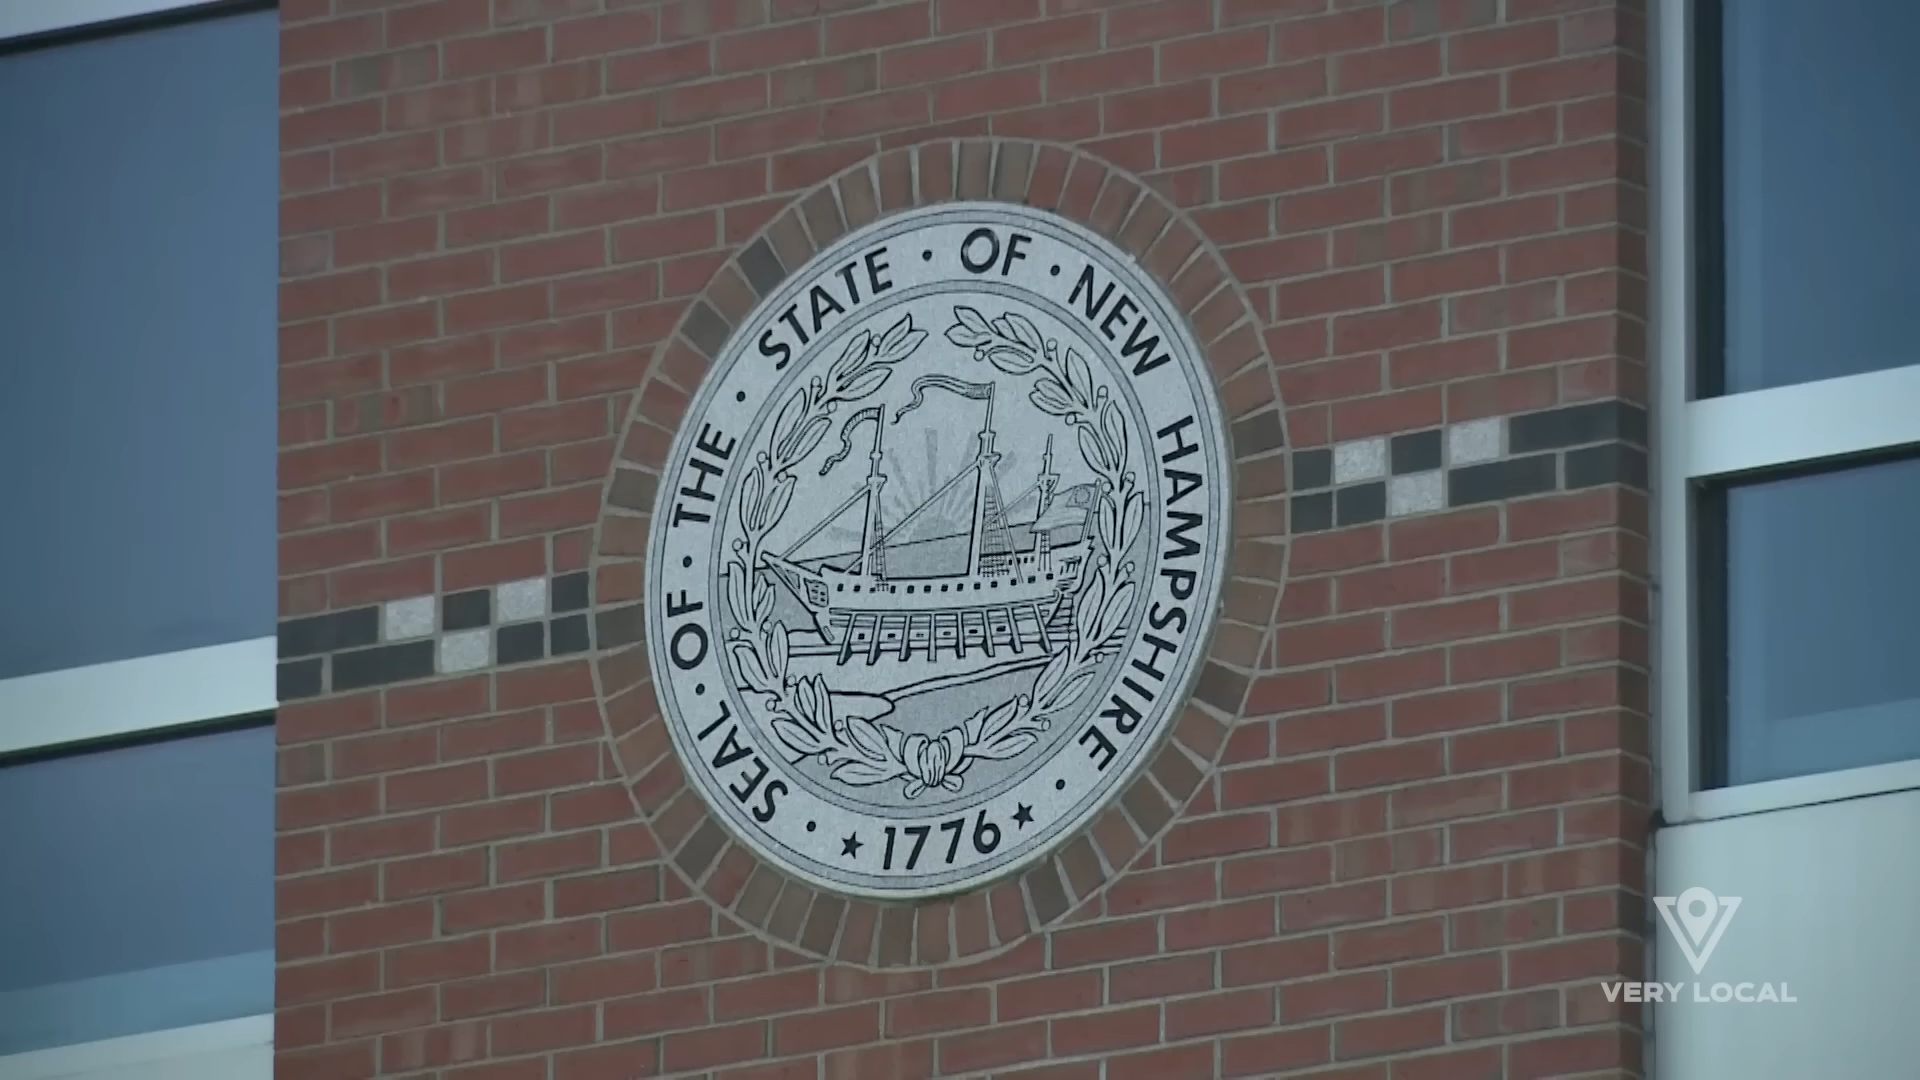 SEAL · OF · THE · STATE · OF · NEW HAMPSHIRE ·
· ★ 1776 ★
VERY LOCAL